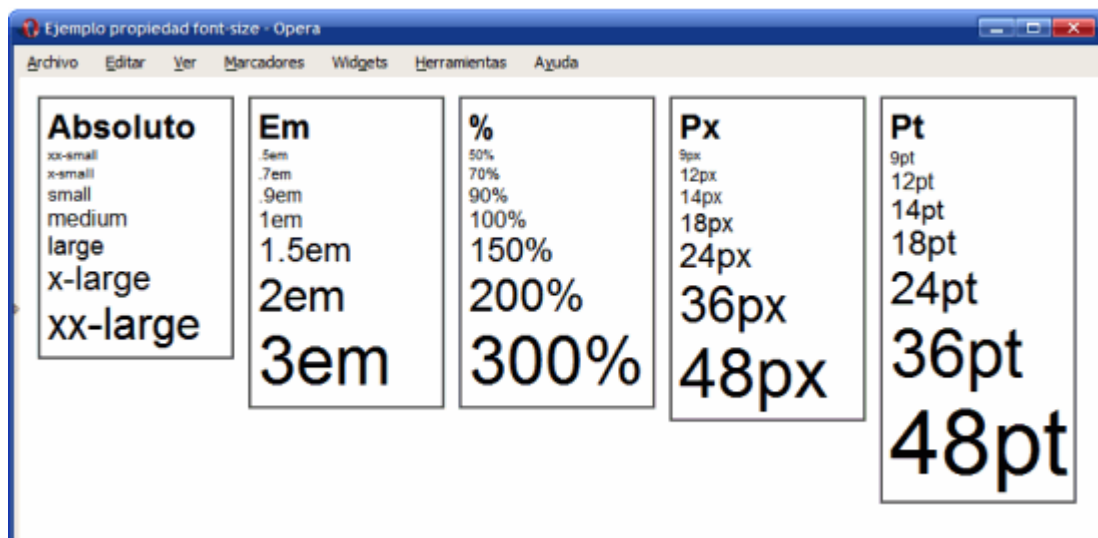 Ejemplo propiedad font-size - Opera
Archivo Editar Ver Marcadores Widgets Herramientas Ayuda
Absoluto
xx-small
x-small
small
medium
large
x-large
xx-large
Em
.5em
.7em
.9em
1em
1.5em
2em
3em
%
50%
70%
90%
100%
150%
200%
300%
Px
9px
12px
14px
18px
24px
36px
48px
Pt
9pt
12pt
14pt
18pt
24pt
36pt
48pt